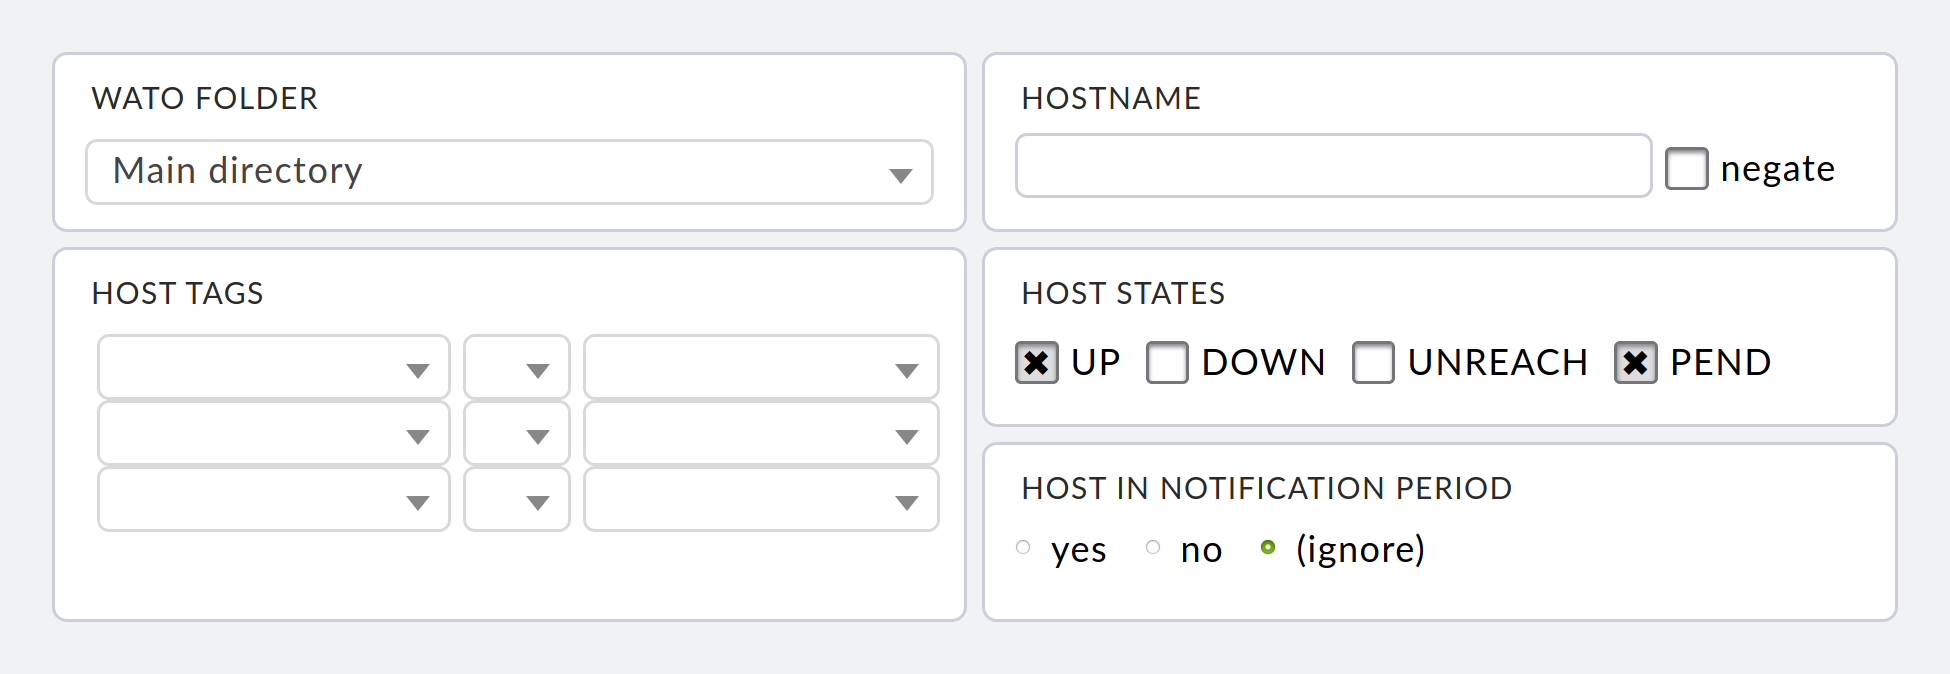 WATO FOLDER
Main directory
HOSTNAME
negate
HOST TAGS
HOST STATES
UP DOWN UNREACH PEND
HOST IN NOTIFICATION PERIOD
yes no (ignore)